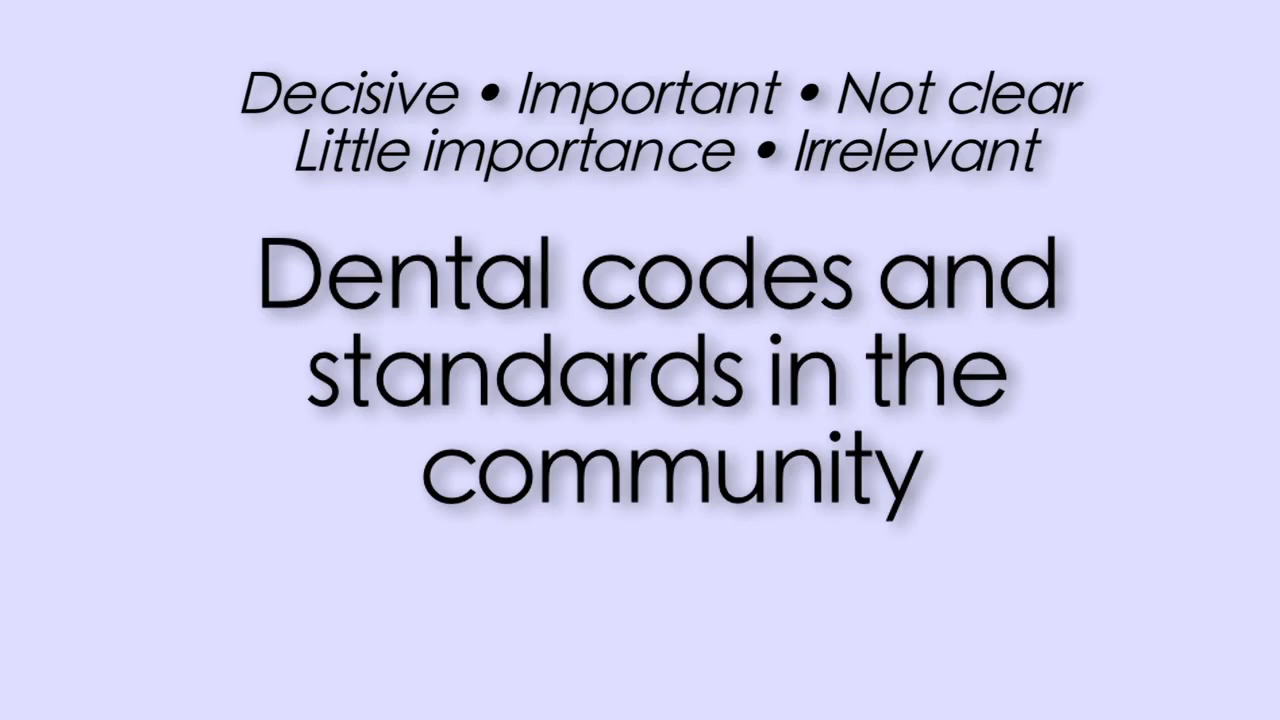 Decisive • Important • Not clear
Little importance • Irrelevant
Dental codes and
standards in the
community